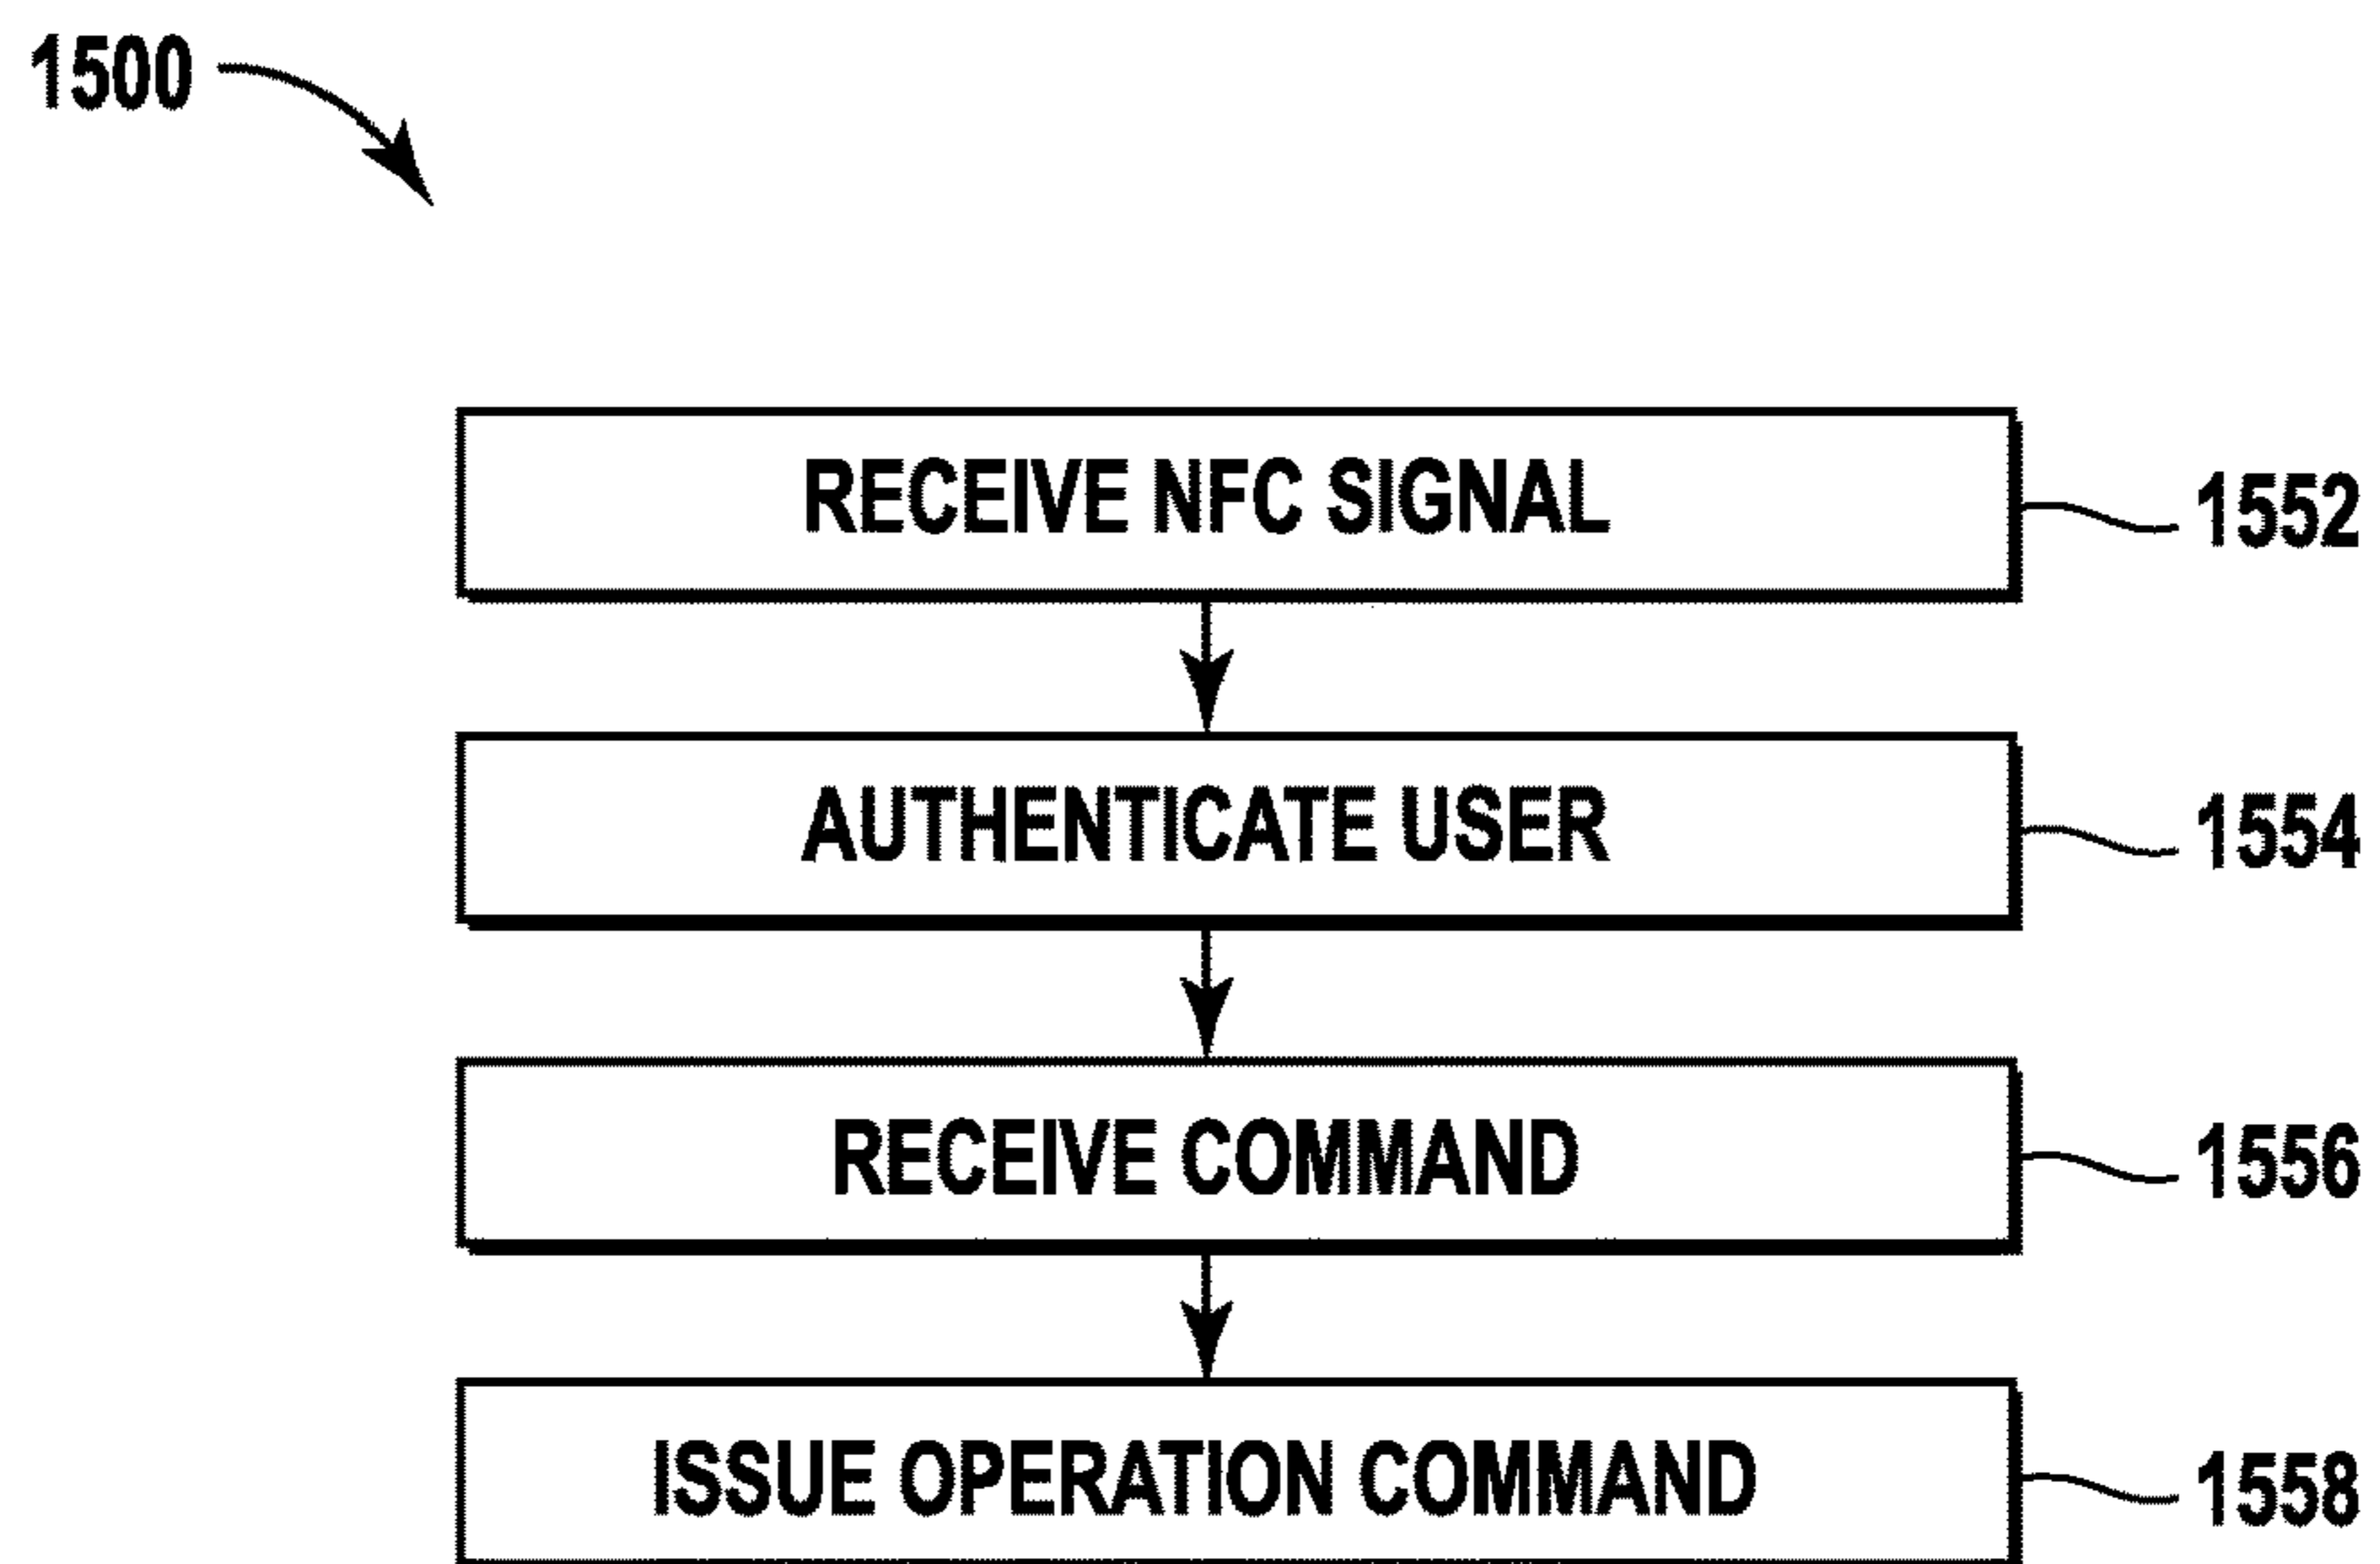 1500
RECEIVE NFC SIGNAL
1552
AUTHENTICATE USER
1554
RECEIVE COMMAND
1556
ISSUE OPERATION COMMAND
1558